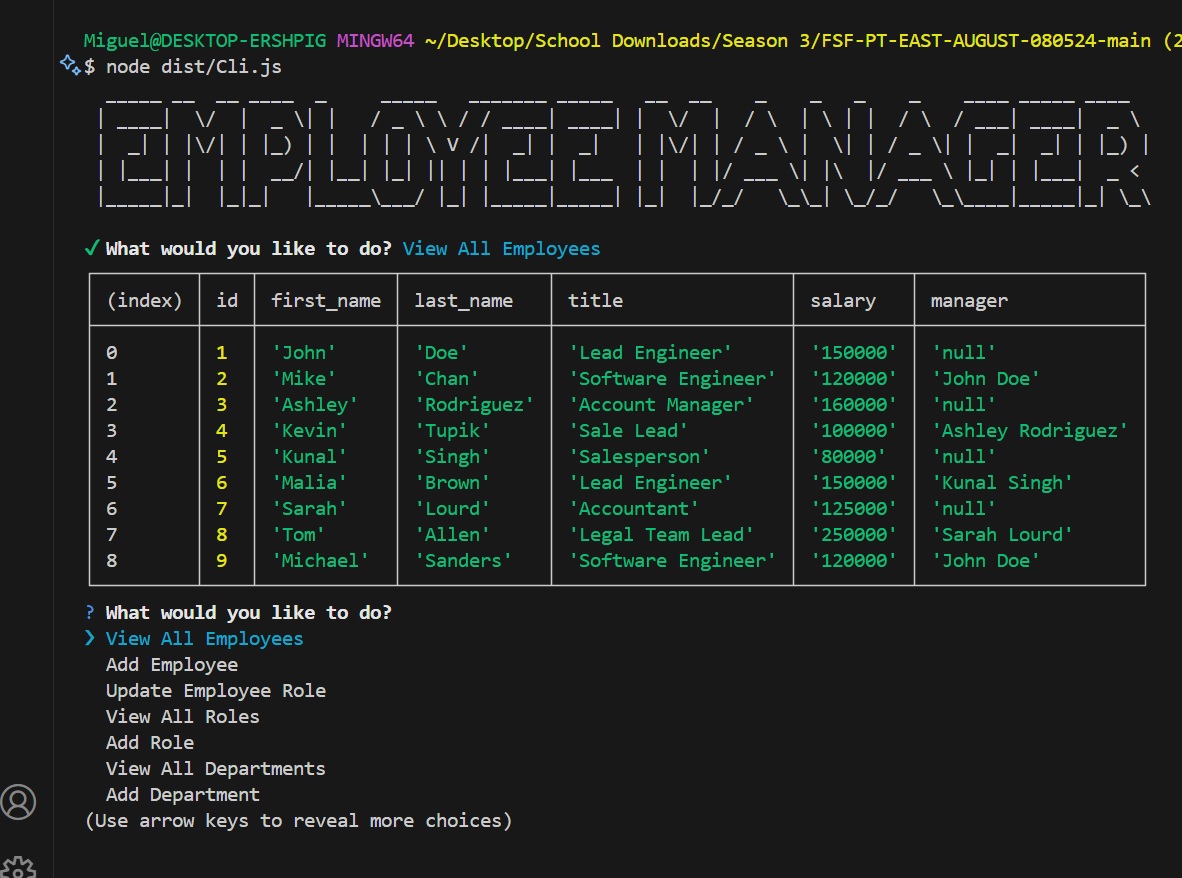 Miguel@DESKTOP-ERSHPIG MINGW64 ~/Desktop/School Downloads/Season 3/FSF-PT-EAST-AUGUST-080524-main (2
$ node dist/Cli.js
EMPLOYEE MANAGER
✓ What would you like to do? View All Employees
(index) id first_name last_name title salary manager
0 1 'John' 'Doe' 'Lead Engineer' '150000' 'null'
1 2 'Mike' 'Chan' 'Software Engineer' '120000' 'John Doe'
2 3 'Ashley' 'Rodriguez' 'Account Manager' '160000' 'null'
3 4 'Kevin' 'Tupik' 'Sale Lead' '100000' 'Ashley Rodriguez'
4 5 'Kunal' 'Singh' 'Salesperson' '80000' 'null'
5 6 'Malia' 'Brown' 'Lead Engineer' '150000' 'Kunal Singh'
6 7 'Sarah' 'Lourd' 'Accountant' '125000' 'null'
7 8 'Tom' 'Allen' 'Legal Team Lead' '250000' 'Sarah Lourd'
8 9 'Michael' 'Sanders' 'Software Engineer' '120000' 'John Doe'
? What would you like to do?
❯ View All Employees
Add Employee
Update Employee Role
View All Roles
Add Role
View All Departments
Add Department
(Use arrow keys to reveal more choices)